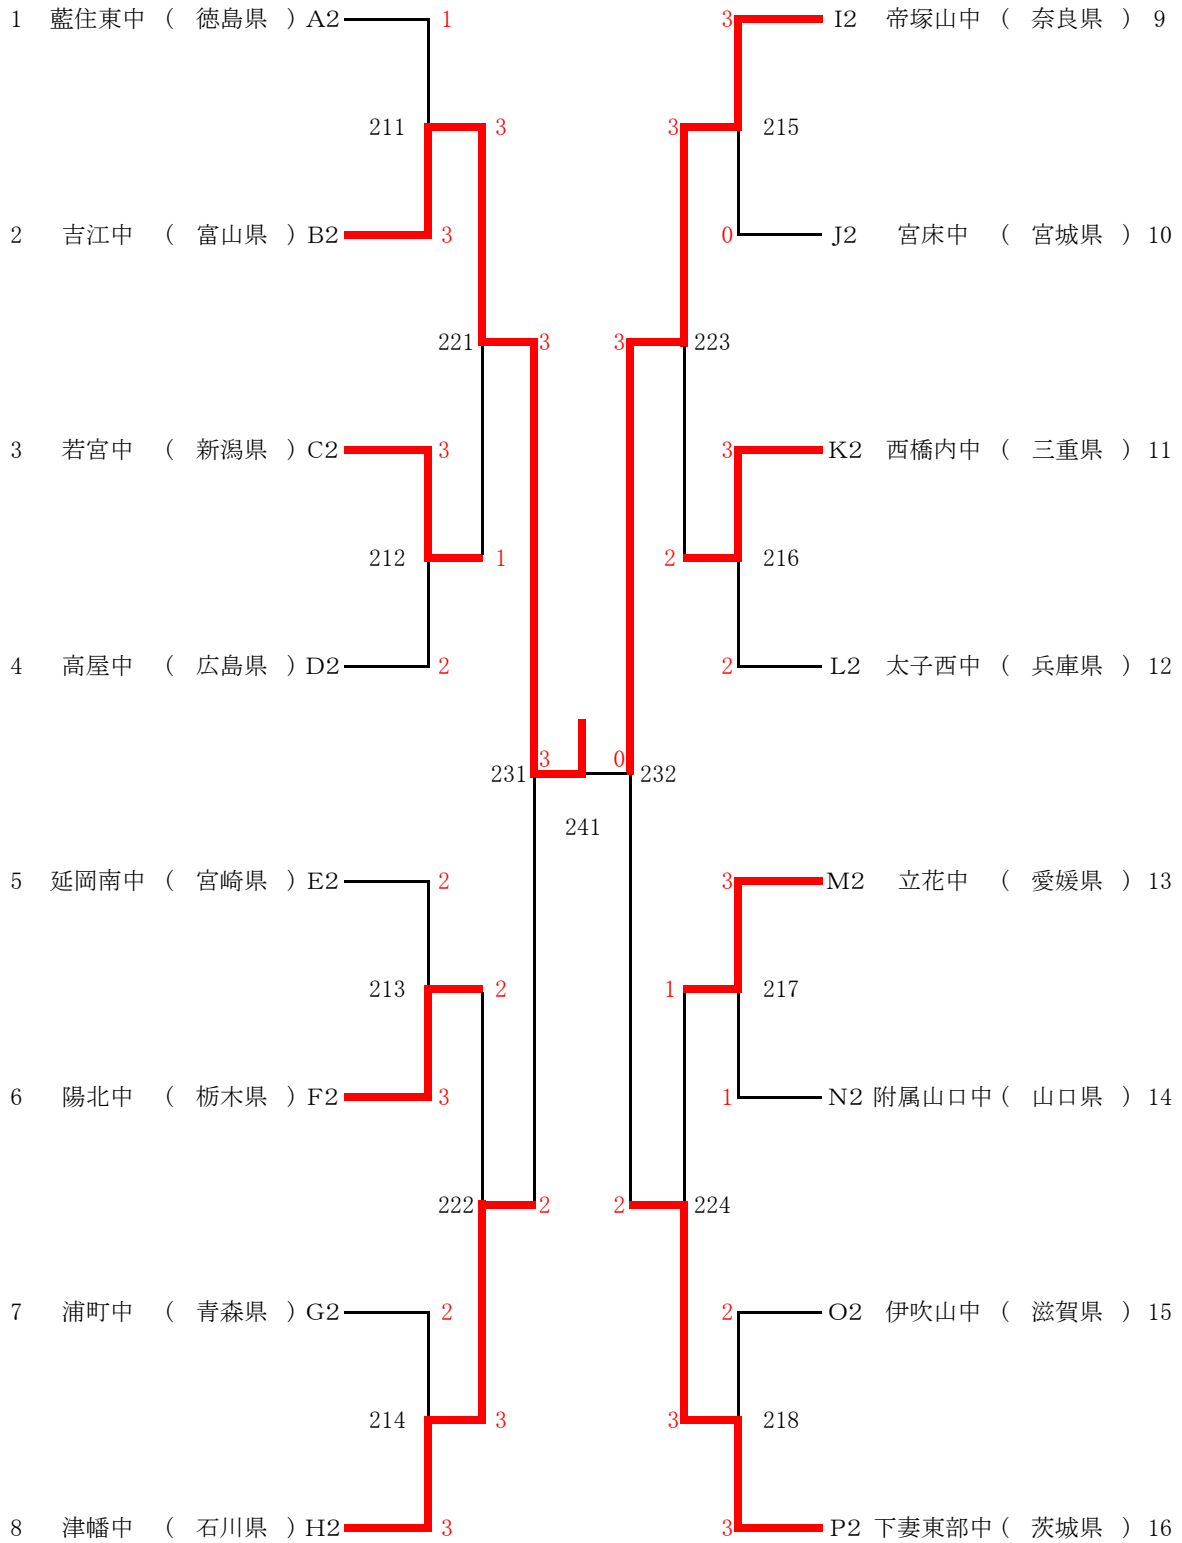 1 藍住東中 ( 徳島県 ) A2 1 3 I2 帝塚山中 ( 奈良県 ) 9
211 3 3 215
2 吉江中 ( 富山県 ) B2 3 0 J2 宮床中 ( 宮城県 ) 10
221 3 3 223
3 若宮中 ( 新潟県 ) C2 3 3 K2 西橋内中 ( 三重県 ) 11
212 1 2 216
4 高屋中 ( 広島県 ) D2 2 2 L2 太子西中 ( 兵庫県 ) 12
3 0
231 232
241
5 延岡南中 ( 宮崎県 ) E2 2 3 M2 立花中 ( 愛媛県 ) 13
213 2 1 217
6 陽北中 ( 栃木県 ) F2 3 1 N2 附属山口中 ( 山口県 ) 14
222 2 2 224
7 浦町中 ( 青森県 ) G2 2 2 O2 伊吹山中 ( 滋賀県 ) 15
214 3 3 218
8 津幡中 ( 石川県 ) H2 3 3 P2 下妻東部中 ( 茨城県 ) 16